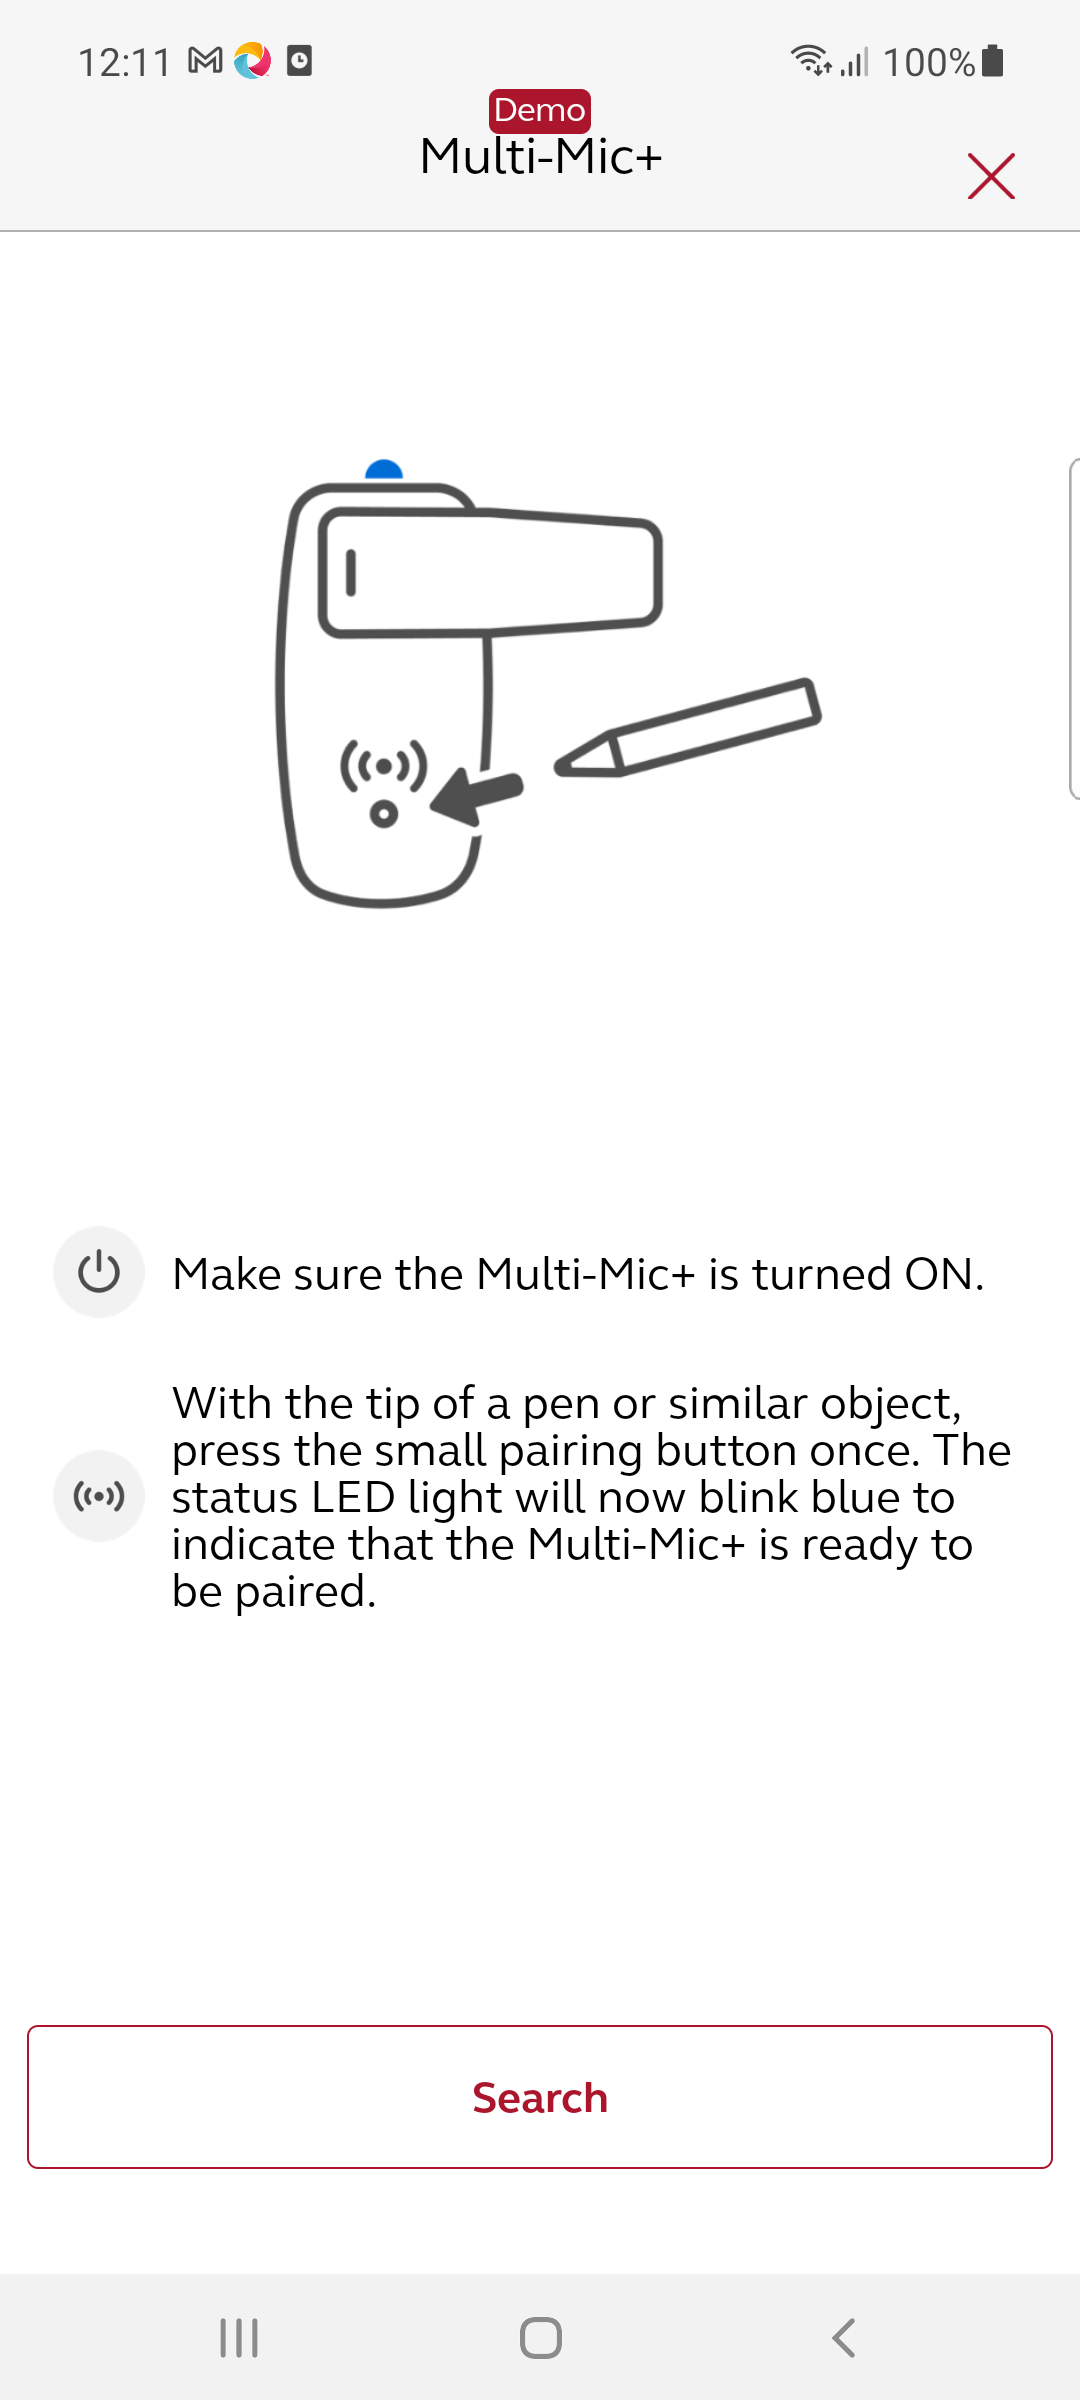 12:11
100%
Demo
Multi-Mic+
Make sure the Multi-Mic+ is turned ON.
With the tip of a pen or similar object,
press the small pairing button once. The
status LED light will now blink blue to
indicate that the Multi-Mic+ is ready to
be paired.
Search